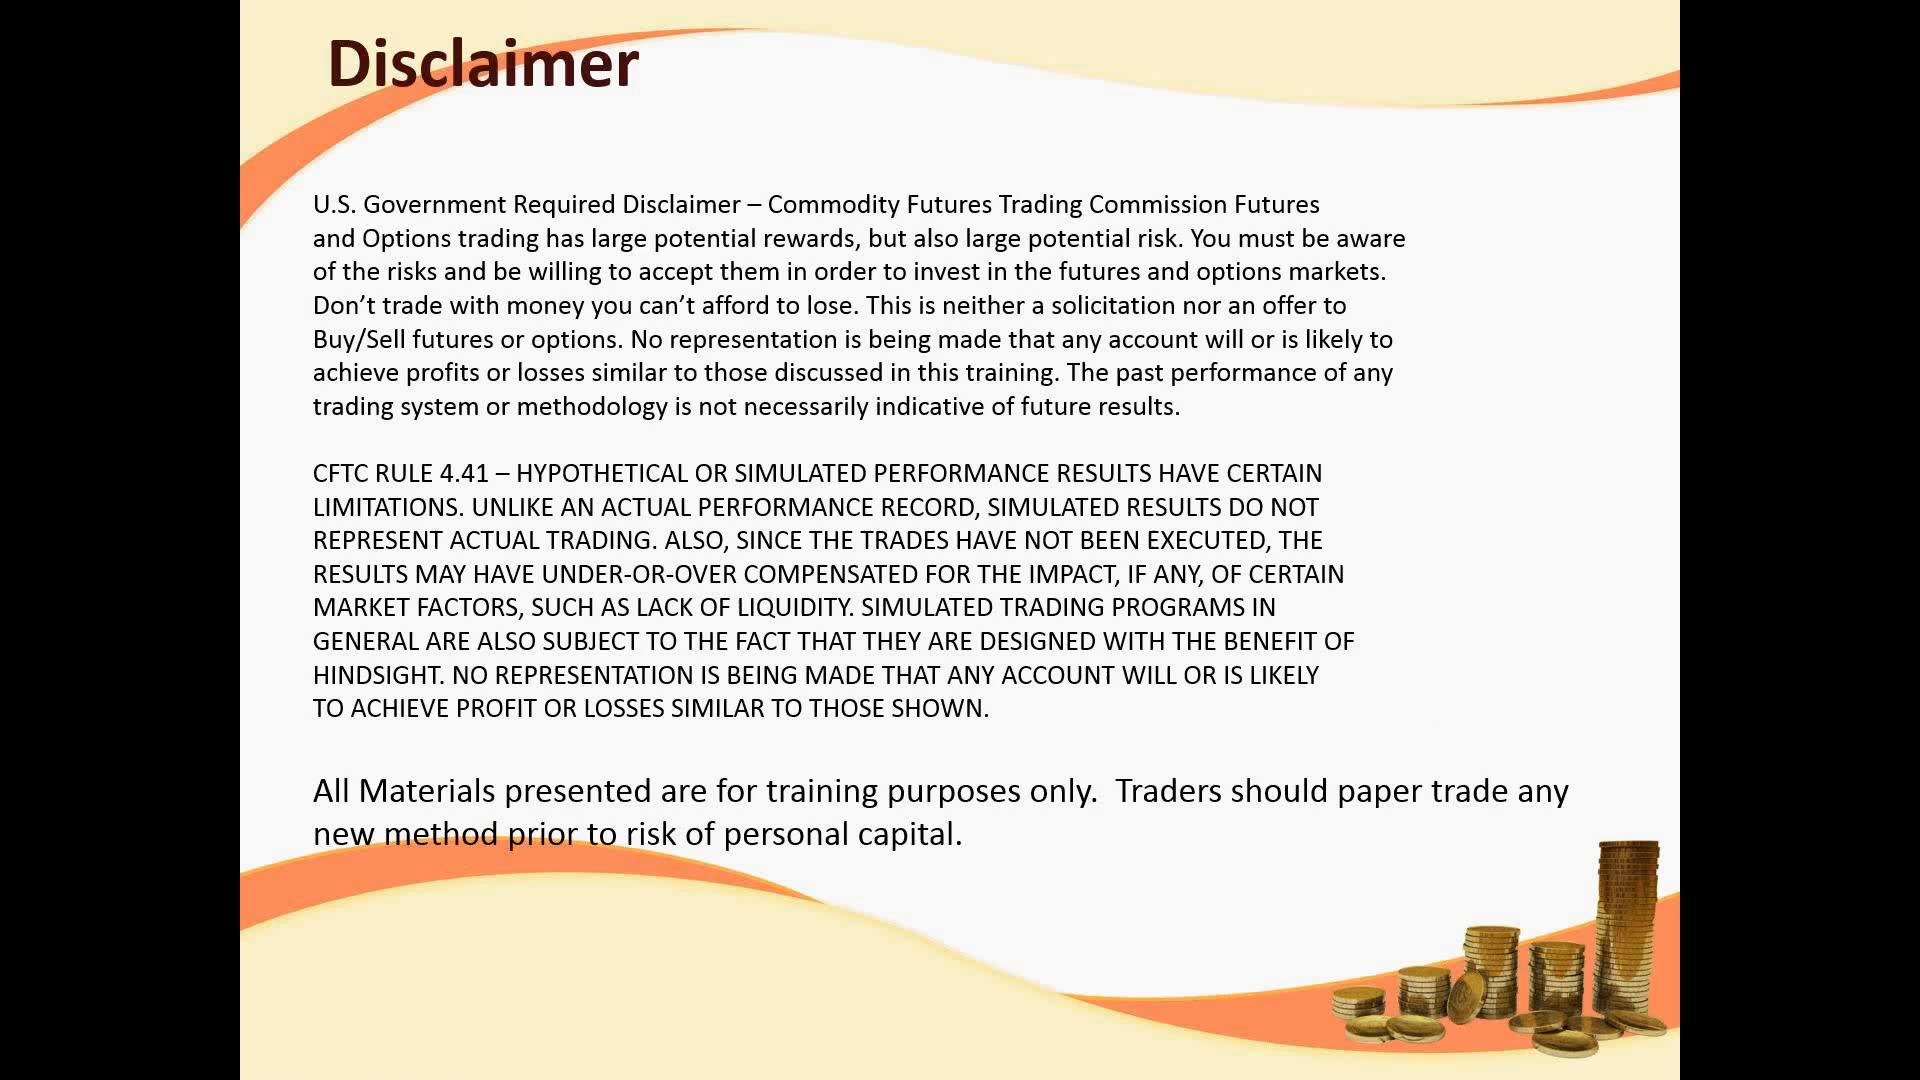 Disclaimer
U.S. Government Required Disclaimer – Commodity Futures Trading Commission Futures
and Options trading has large potential rewards, but also large potential risk. You must be aware
of the risks and be willing to accept them in order to invest in the futures and options markets.
Don’t trade with money you can’t afford to lose. This is neither a solicitation nor an offer to
Buy/Sell futures or options. No representation is being made that any account will or is likely to
achieve profits or losses similar to those discussed in this training. The past performance of any
trading system or methodology is not necessarily indicative of future results.
CFTC RULE 4.41 – HYPOTHETICAL OR SIMULATED PERFORMANCE RESULTS HAVE CERTAIN
LIMITATIONS. UNLIKE AN ACTUAL PERFORMANCE RECORD, SIMULATED RESULTS DO NOT
REPRESENT ACTUAL TRADING. ALSO, SINCE THE TRADES HAVE NOT BEEN EXECUTED, THE
RESULTS MAY HAVE UNDER-OR-OVER COMPENSATED FOR THE IMPACT, IF ANY, OF CERTAIN
MARKET FACTORS, SUCH AS LACK OF LIQUIDITY. SIMULATED TRADING PROGRAMS IN
GENERAL ARE ALSO SUBJECT TO THE FACT THAT THEY ARE DESIGNED WITH THE BENEFIT OF
HINDSIGHT. NO REPRESENTATION IS BEING MADE THAT ANY ACCOUNT WILL OR IS LIKELY
TO ACHIEVE PROFIT OR LOSSES SIMILAR TO THOSE SHOWN.
All Materials presented are for training purposes only.  Traders should paper trade any
new method prior to risk of personal capital.